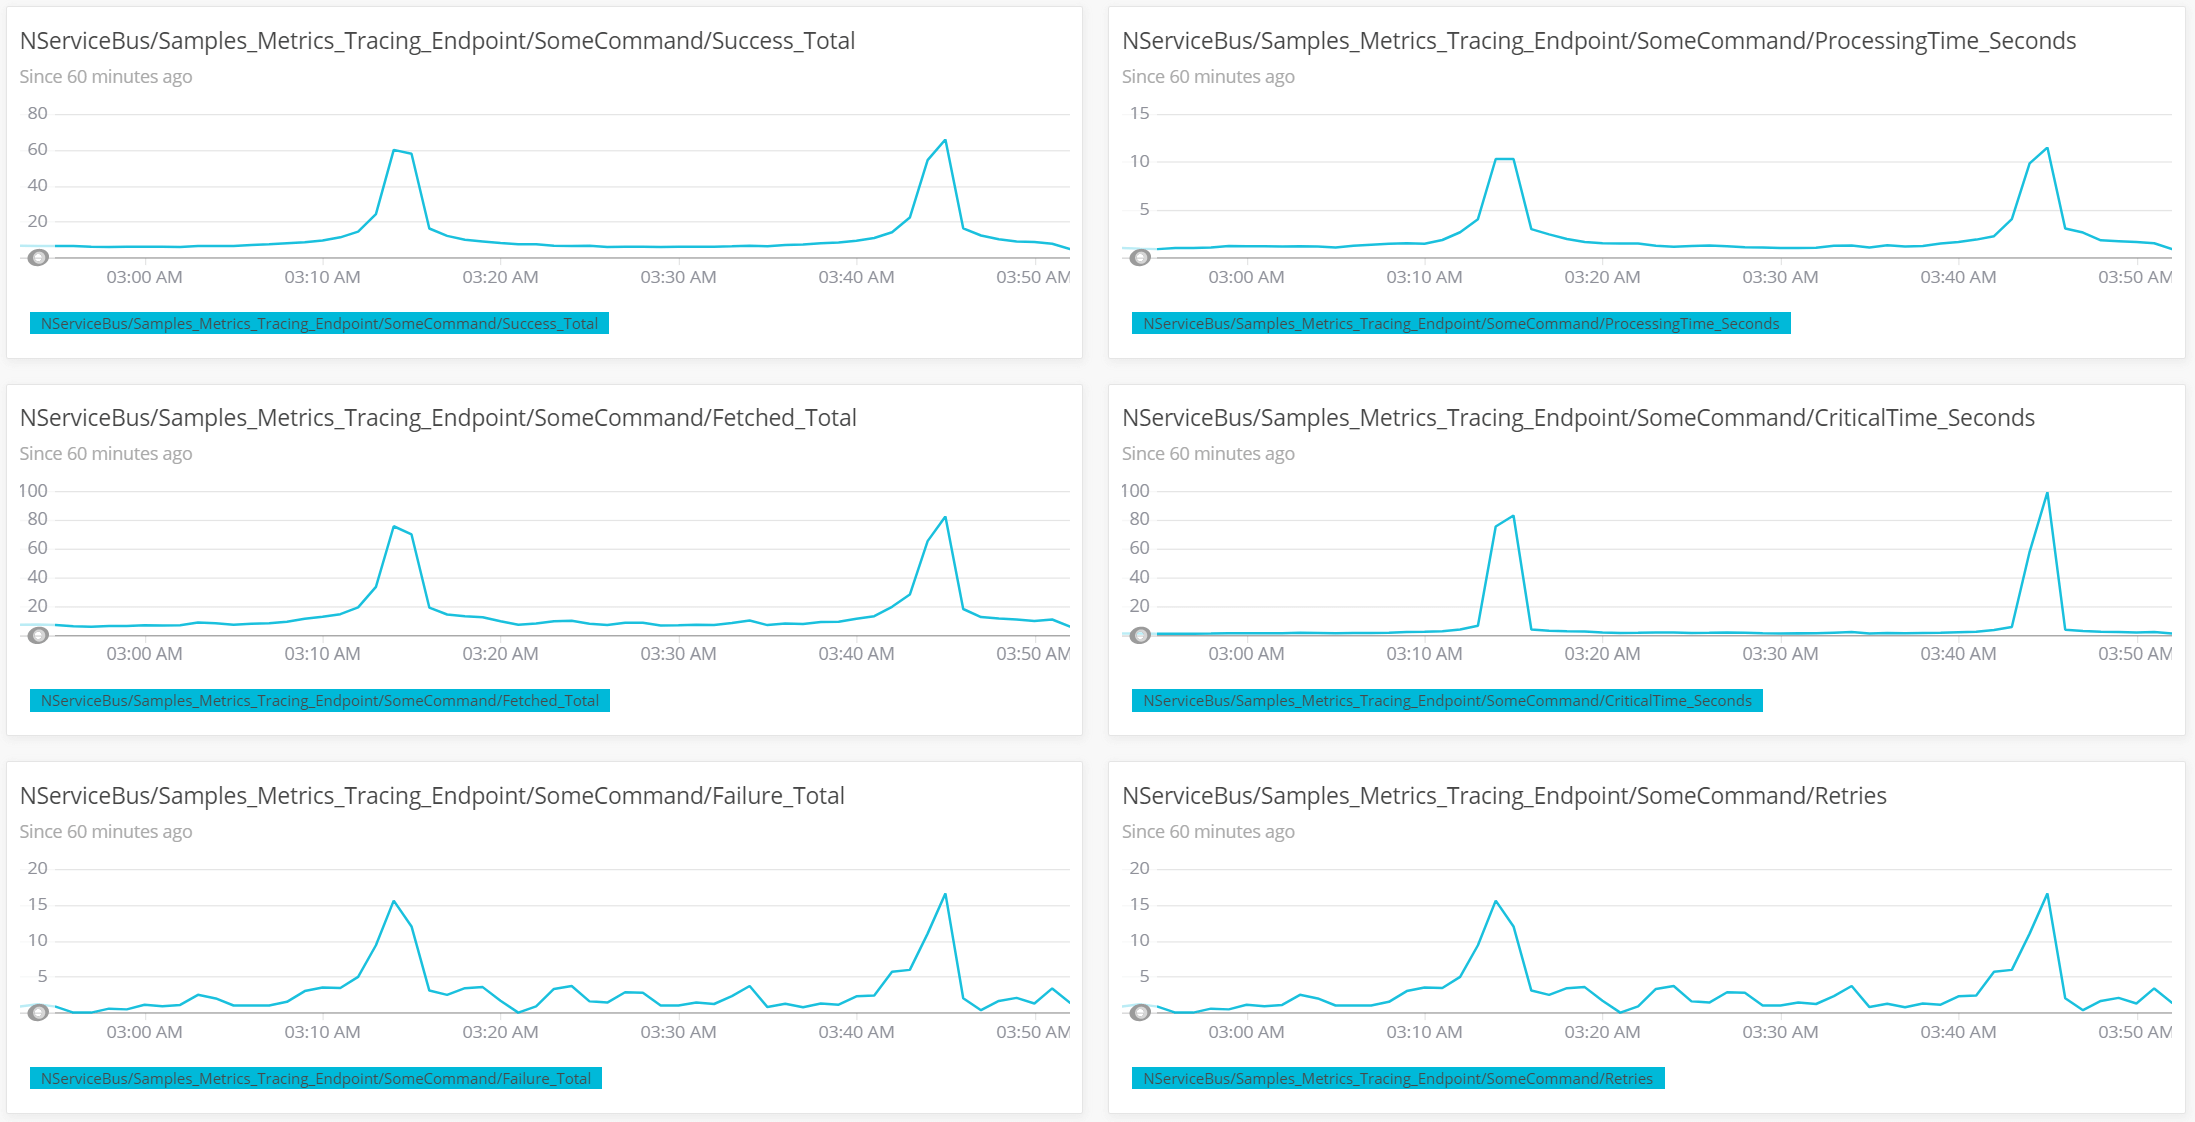 NServiceBus/Samples_Metrics_Tracing_Endpoint/SomeCommand/Success_Total
Since 60 minutes ago
80
60
40
20
03:00 AM 03:10 AM 03:20 AM 03:30 AM 03:40 AM 03:50 AM
NServiceBus/Samples_Metrics_Tracing_Endpoint/SomeCommand/Success_Total
NServiceBus/Samples_Metrics_Tracing_Endpoint/SomeCommand/ProcessingTime_Seconds
Since 60 minutes ago
15
10
5
03:00 AM 03:10 AM 03:20 AM 03:30 AM 03:40 AM 03:50 AM
NServiceBus/Samples_Metrics_Tracing_Endpoint/SomeCommand/ProcessingTime_Seconds
NServiceBus/Samples_Metrics_Tracing_Endpoint/SomeCommand/Fetched_Total
Since 60 minutes ago
100
80
60
40
20
03:00 AM 03:10 AM 03:20 AM 03:30 AM 03:40 AM 03:50 AM
NServiceBus/Samples_Metrics_Tracing_Endpoint/SomeCommand/Fetched_Total
NServiceBus/Samples_Metrics_Tracing_Endpoint/SomeCommand/CriticalTime_Seconds
Since 60 minutes ago
100
80
60
40
20
03:00 AM 03:10 AM 03:20 AM 03:30 AM 03:40 AM 03:50 AM
NServiceBus/Samples_Metrics_Tracing_Endpoint/SomeCommand/CriticalTime_Seconds
NServiceBus/Samples_Metrics_Tracing_Endpoint/SomeCommand/Failure_Total
Since 60 minutes ago
20
15
10
5
03:00 AM 03:10 AM 03:20 AM 03:30 AM 03:40 AM 03:50 AM
NServiceBus/Samples_Metrics_Tracing_Endpoint/SomeCommand/Failure_Total
NServiceBus/Samples_Metrics_Tracing_Endpoint/SomeCommand/Retries
Since 60 minutes ago
20
15
10
5
03:00 AM 03:10 AM 03:20 AM 03:30 AM 03:40 AM 03:50 AM
NServiceBus/Samples_Metrics_Tracing_Endpoint/SomeCommand/Retries